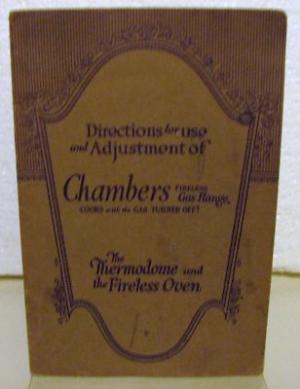 Directions for use
and Adjustment of
Chambers FIRELESS Gas Range,
COOKS with the GAS TURNED OFF!
The
Thermodome and
the Fireless Oven